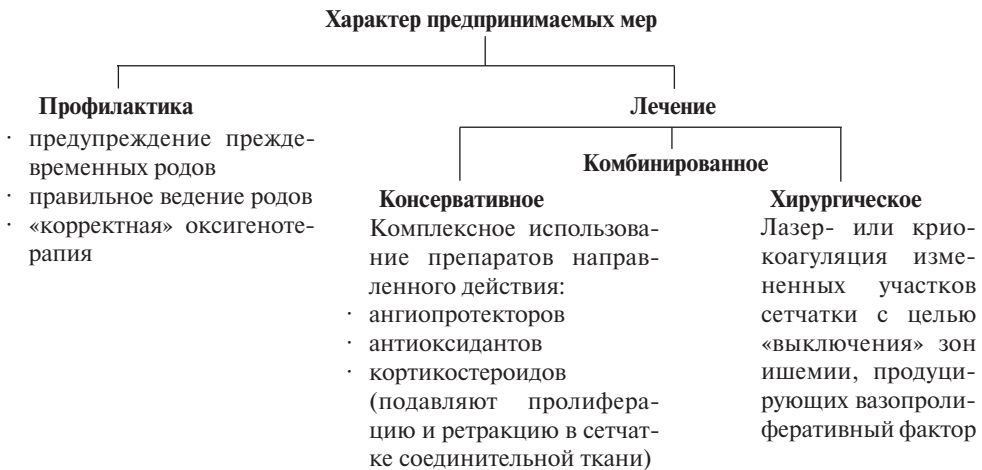 Характер предпринимаемых мер
Профилактика
· предупреждение прежде-
временных родов
· правильное ведение родов
· «корректная» оксигеноте-
рапия
Лечение
Комбинированное
Консервативное
Комплексное использова-
ние препаратов направ-
ленного действия:
· ангиопротекторов
· антиоксидантов
· кортикостероидов
(подавляют пролифера-
цию и ретракцию в сетчат-
ке соединительной ткани)
Хирургическое
Лазер- или крио-
коагуляция изме-
ненных участков
сетчатки с целью
«выключения» зон
ишемии, продуци-
рующих вазопроли-
феративный фактор